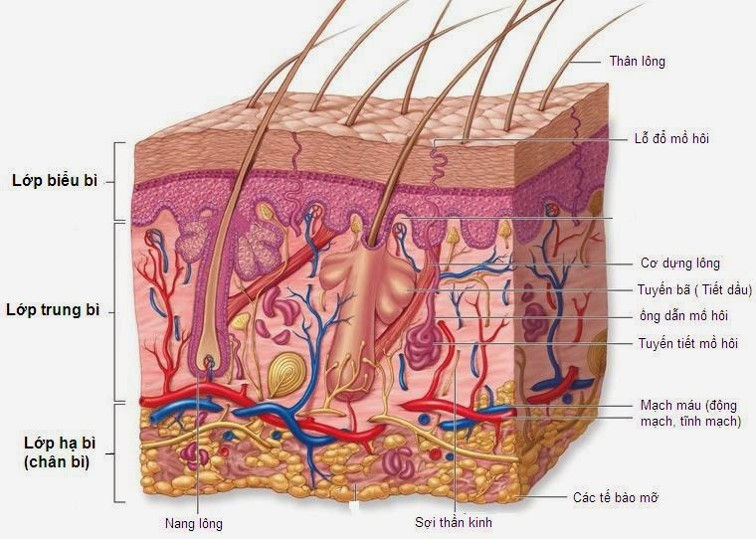 Thân lông
Lỗ đổ mồ hôi
Lớp biểu bì
Cơ dựng lông
Tuyến bã ( Tiết dầu)
Lớp trung bì
ống dẫn mồ hôi
Tuyến tiết mồ hôi
Mạch máu (động
mạch, tĩnh mạch)
Lớp hạ bì
(chân bì)
Các tế bào mỡ
Nang lông
Sợi thần kinh